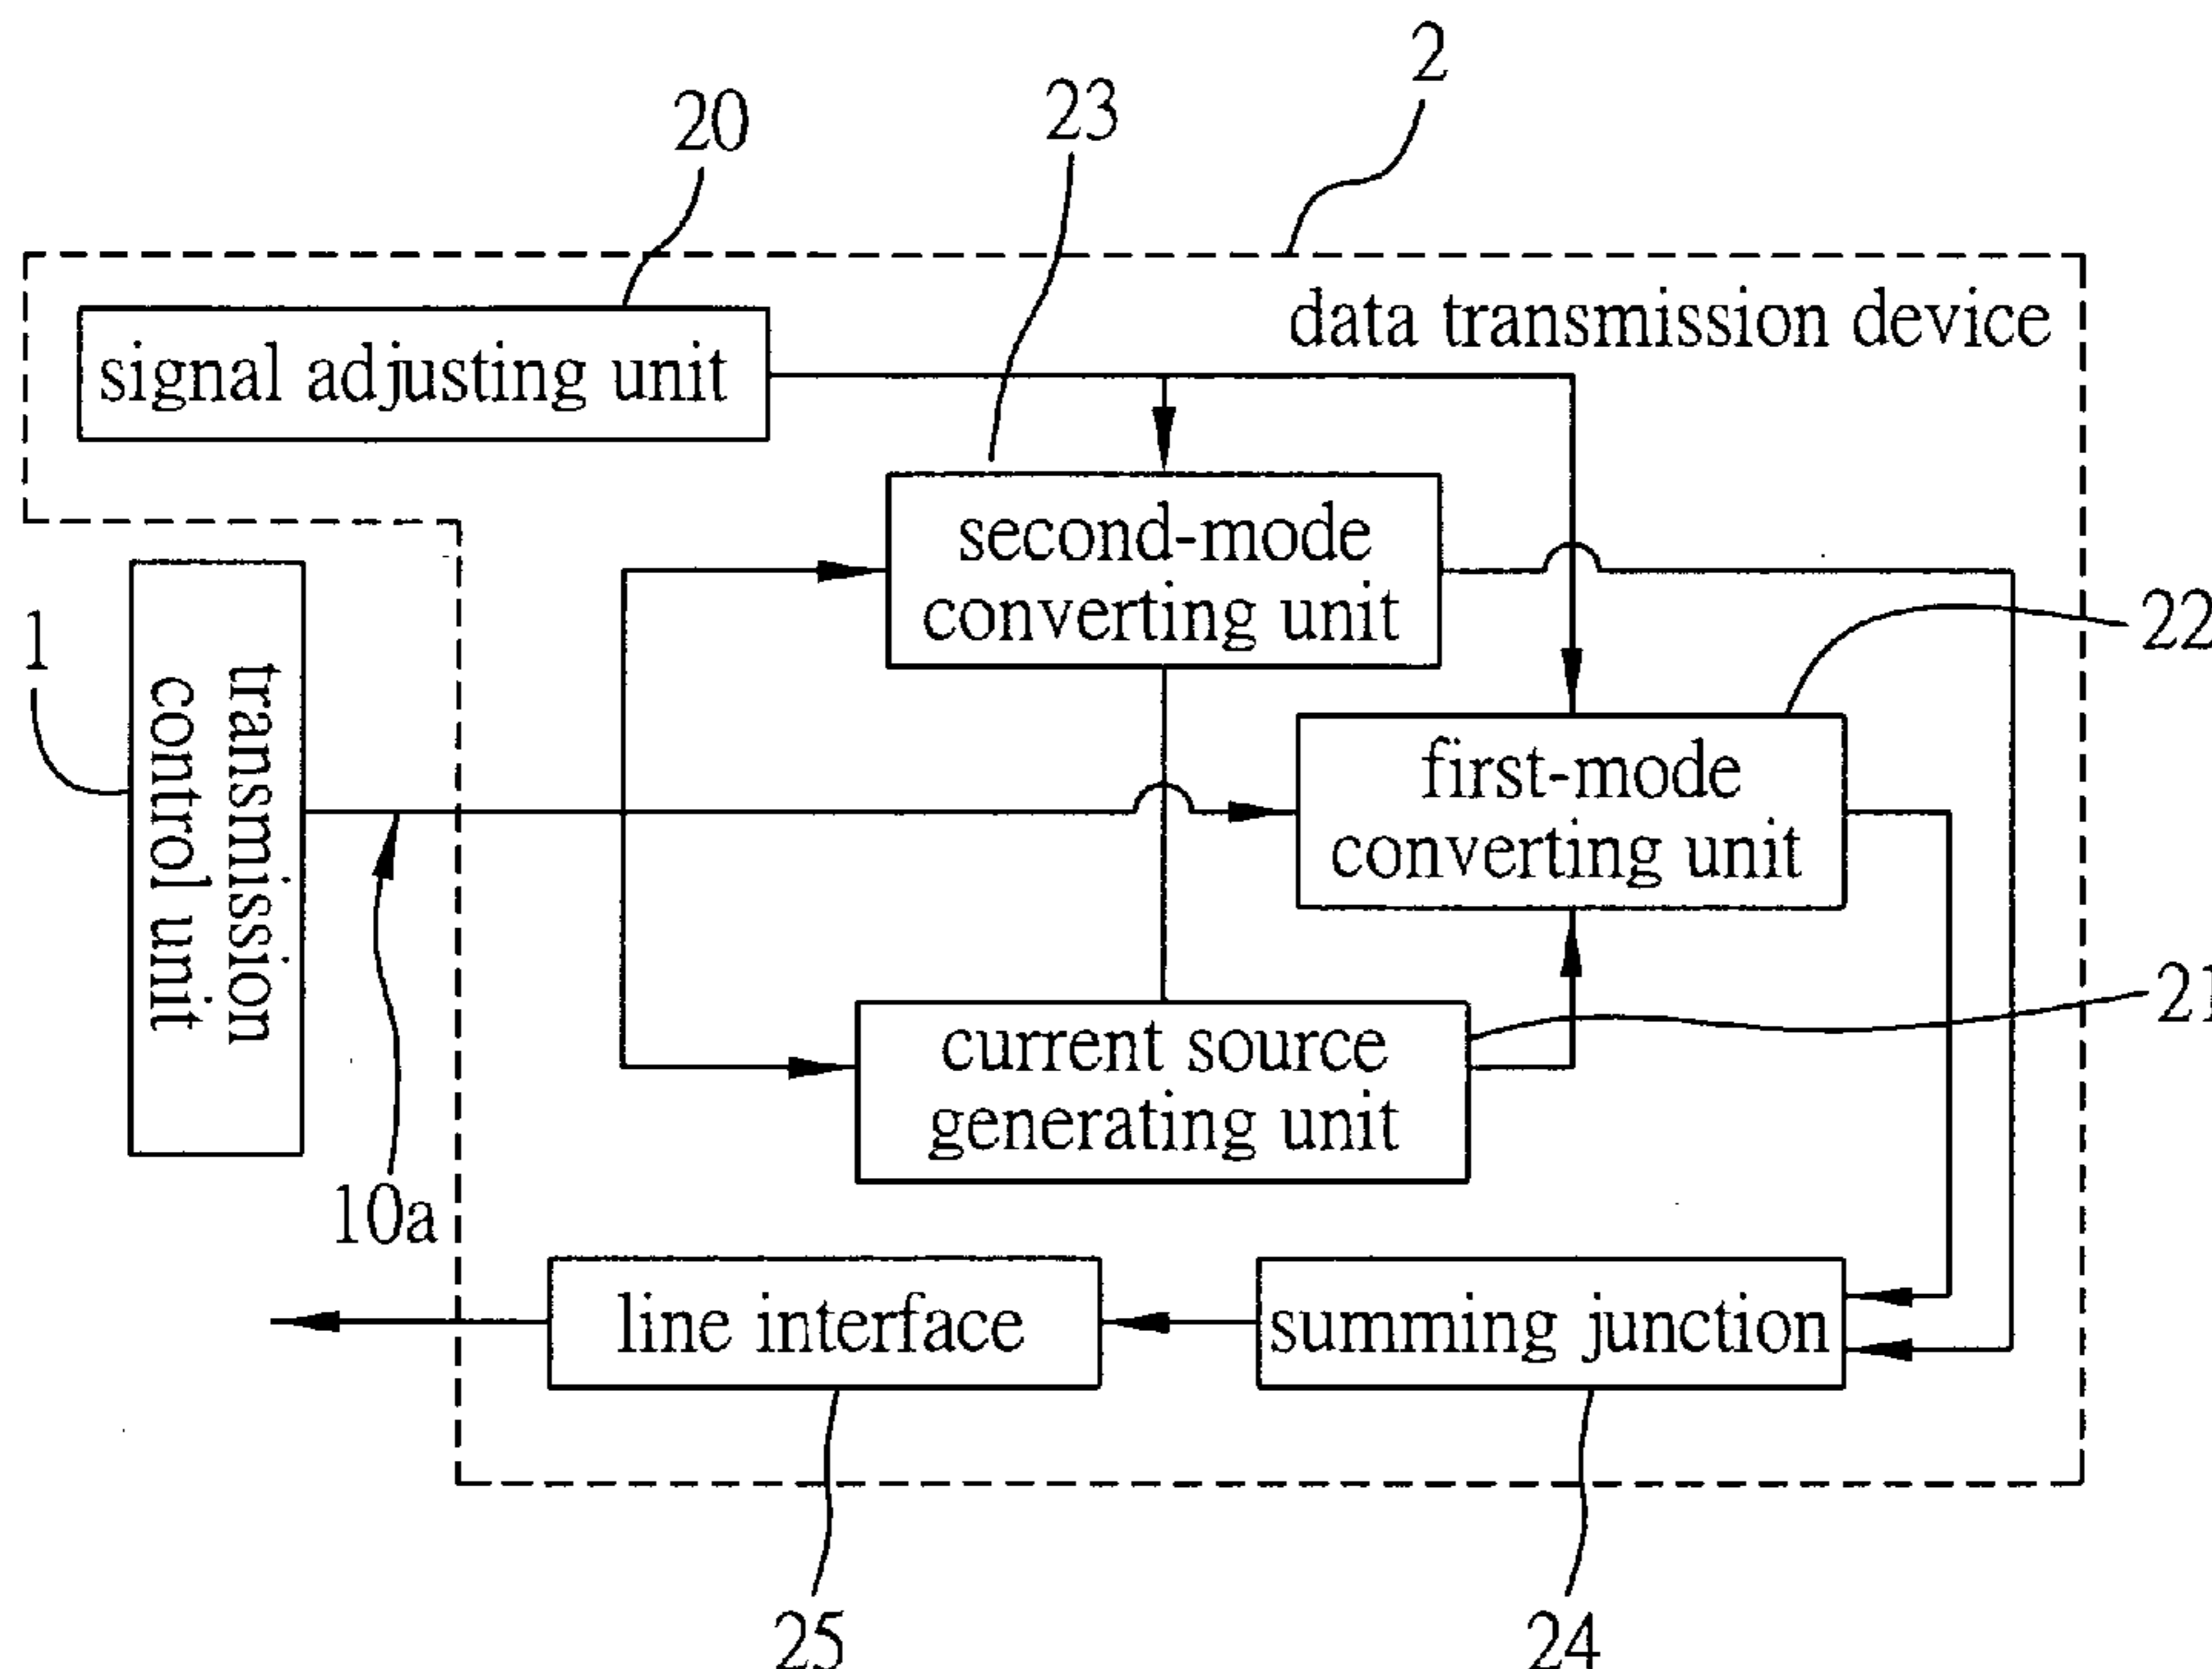 2
23
20
data transmission device
signal adjusting unit
second-mode
converting unit
22
1
transmission
control unit
first-mode
converting unit
21
current source
generating unit
10a
line interface
summing junction
25
24